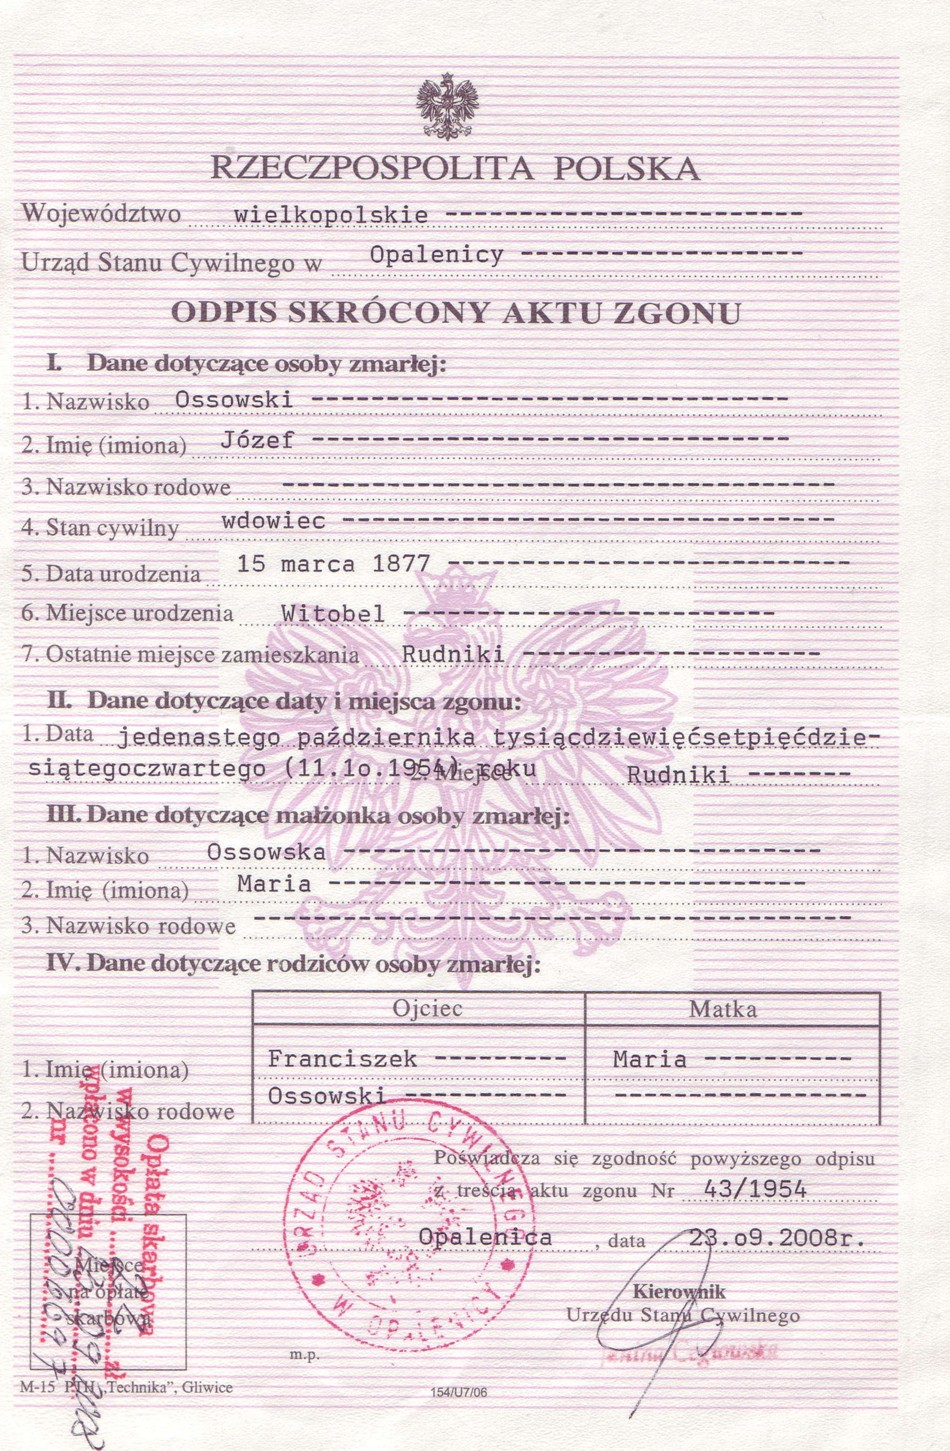 RZECZPOSPOLITA POLSKA
Województwo wielkopolskie
Urząd Stanu Cywilnego w Opalenicy
ODPIS SKRÓCONY AKTU ZGONU
I. Dane dotyczące osoby zmarłej:
1. Nazwisko Ossowski
2. Imię (imiona) Józef
3. Nazwisko rodowe
4. Stan cywilny wdowiec
5. Data urodzenia 15 marca 1877
6. Miejsce urodzenia Witobel
7. Ostatnie miejsce zamieszkania Rudniki
II. Dane dotyczące daty i miejsca zgonu:
1. Data jedenastego października tysiącdziewięćsetpięćdzie-
siątegoczwartego (11.1o.1954) roku 2. Miejsce Rudniki
III. Dane dotyczące małżonka osoby zmarłej:
1. Nazwisko Ossowska
2. Imię (imiona) Maria
3. Nazwisko rodowe
IV. Dane dotyczące rodziców osoby zmarłej:
Ojciec Matka
1. Imię (imiona) Franciszek Maria
2. Nazwisko rodowe Ossowski
Poświadcza się zgodność powyższego odpisu
z treścią aktu zgonu Nr 43/1954
Opalenica , data 23.o9.2008r.
Kierownik
Urzędu Stanu Cywilnego
URZĄD STANU CYWILNEGO
W OPALENICY
Opłata skarbowa
w wysokości zł
wpłacono w dniu
nr
Miejsce
na opłatę
skarbową
m.p.
M-15 PTH „Technika”, Gliwice
154/U7/06